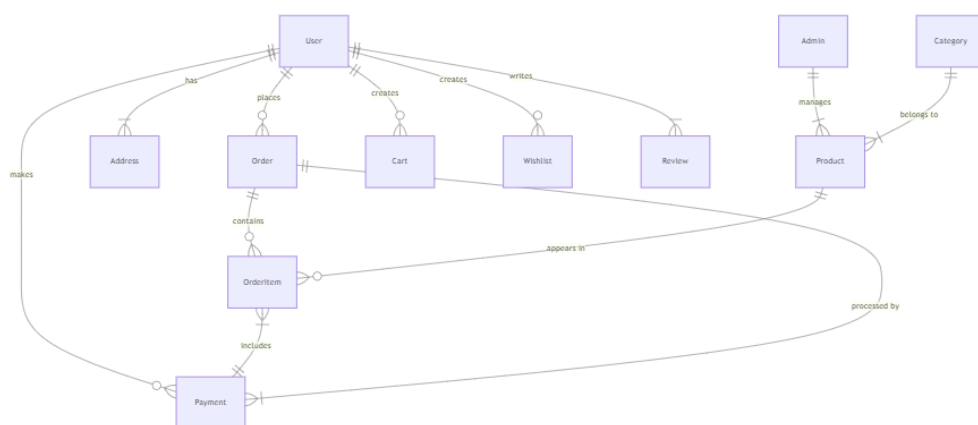 User
Admin
Category
has
places
creates
creates
writes
manages
belongs to
Address
Order
Cart
Wishlist
Review
Product
makes
contains
appears in
OrderItem
processed by
includes
Payment